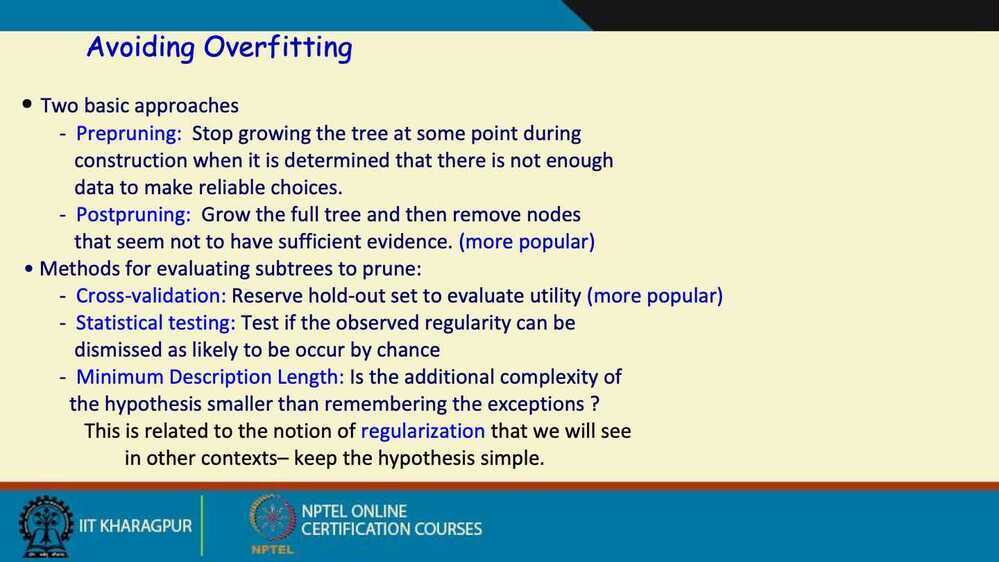 Avoiding Overfitting
• Two basic approaches
- Prepruning: Stop growing the tree at some point during
construction when it is determined that there is not enough
data to make reliable choices.
- Postpruning: Grow the full tree and then remove nodes
that seem not to have sufficient evidence. (more popular)
• Methods for evaluating subtrees to prune:
- Cross-validation: Reserve hold-out set to evaluate utility (more popular)
- Statistical testing: Test if the observed regularity can be
dismissed as likely to be occur by chance
- Minimum Description Length: Is the additional complexity of
the hypothesis smaller than remembering the exceptions ?
This is related to the notion of regularization that we will see
in other contexts– keep the hypothesis simple.
IIT KHARAGPUR
NPTEL
NPTEL ONLINE
CERTIFICATION COURSES